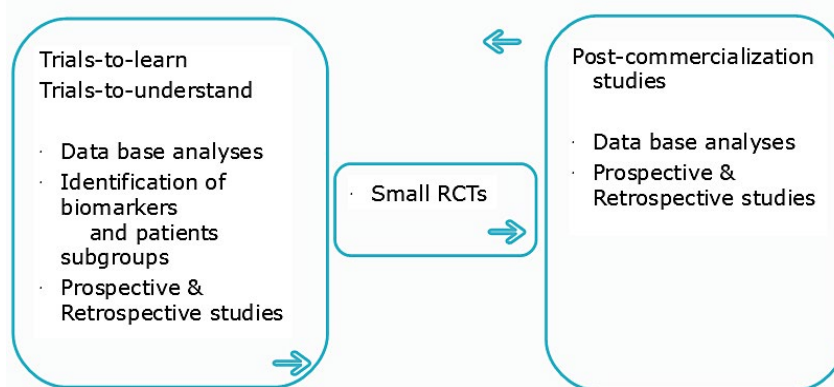 Trials-to-learn
Trials-to-understand
· Data base analyses
· Identification of
biomarkers
and patients
subgroups
· Prospective &
Retrospective studies
· Small RCTs
Post-commercialization
studies
· Data base analyses
· Prospective &
Retrospective studies